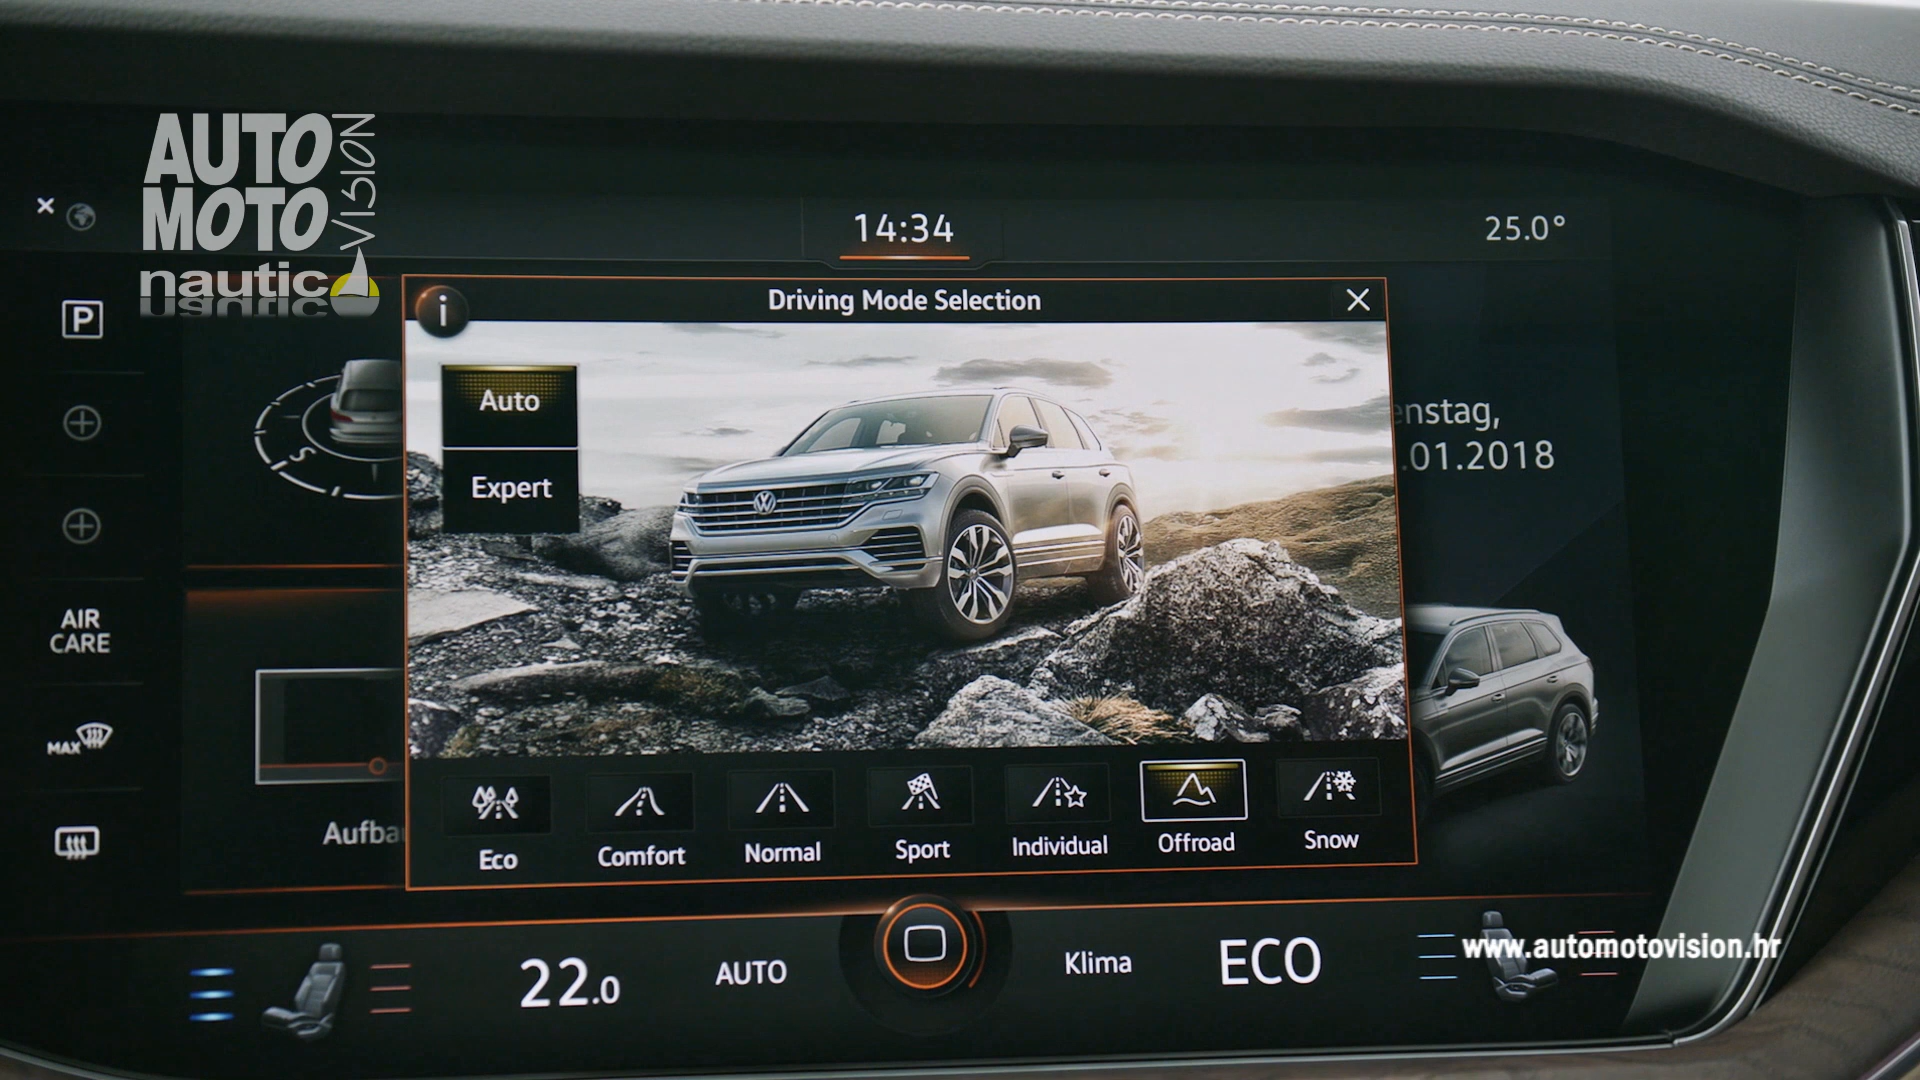 AUTO
MOTO
VISION
nautic
14:34
25.0°
P
i
Driving Mode Selection
Auto
Expert
enstag,
.01.2018
S
AIR
CARE
MAX
Aufba
Eco
Comfort
Normal
Sport
Individual
Offroad
Snow
22.0
AUTO
Klima
ECO
www.automotovision.hr